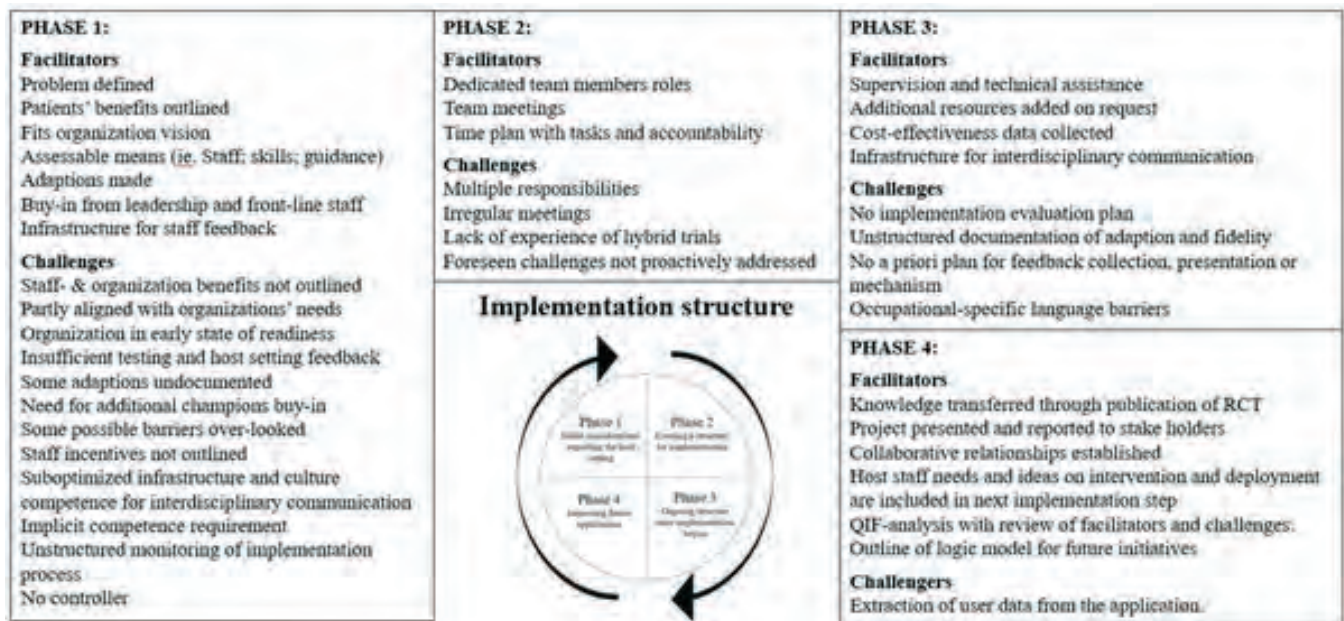 PHASE 1:
Facilitators
Problem defined
Patients' benefits outlined
Fits organization vision
Assessable means (ie. Staff; skills; guidance)
Adaptions made
Buy-in from leadership and front-line staff
Infrastructure for staff feedback
Challenges
Staff- & organization benefits not outlined
Partly aligned with organizations' needs
Organization in early state of readiness
Insufficient testing and host setting feedback
Some adaptions undocumented
Need for additional champions buy-in
Some possible barriers over-looked
Staff incentives not outlined
Suboptimized infrastructure and culture
competence for interdisciplinary communication
Implicit competence requirement
Unstructured monitoring of implementation
process
No controller
PHASE 2:
Facilitators
Dedicated team members roles
Team meetings
Time plan with tasks and accountability
Challenges
Multiple responsibilities
Irregular meetings
Lack of experience of hybrid trials
Foreseen challenges not proactively addressed
Implementation structure
Phase 1
Phase 2
Phase 4
Phase 3
PHASE 3:
Facilitators
Supervision and technical assistance
Additional resources added on request
Cost-effectiveness data collected
Infrastructure for interdisciplinary communication
Challenges
No implementation evaluation plan
Unstructured documentation of adaption and fidelity
No a priori plan for feedback collection, presentation or
mechanism
Occupational-specific language barriers
PHASE 4:
Facilitators
Knowledge transferred through publication of RCT
Project presented and reported to stake holders
Collaborative relationships established
Host staff needs and ideas on intervention and deployment
are included in next implementation step
QIF-analysis with review of facilitators and challenges.
Outline of logic model for future initiatives
Challengers
Extraction of user data from the application.